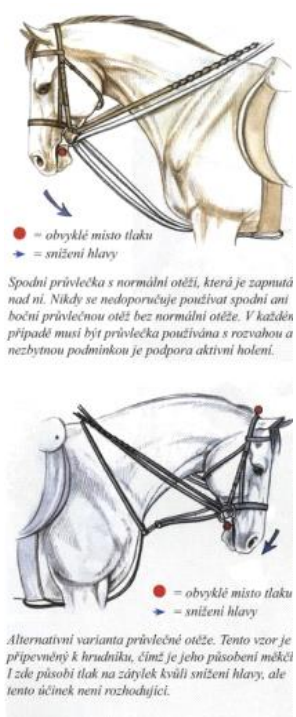 = obvyklé místo tlaku
= snížení hlavy
Spodní průvlečka s normální otěží, která je zapnutá
nad ní. Nikdy se nedoporučuje používat spodní ani
boční průvlečnou otěž bez normální otěže. V každém
případě musí být průvlečka používána s rozvahou a
nezbytnou podmínkou je podpora aktivní holení.
= obvyklé místo tlaku
= snížení hlavy
Alternativní varianta průvlečné otěže. Tento vzor je
připevněný k hrudníku, čímž je jeho působení měkčí.
I zde působí tlak na zátylek kvůli snížení hlavy, ale
tento účinek není rozhodující.